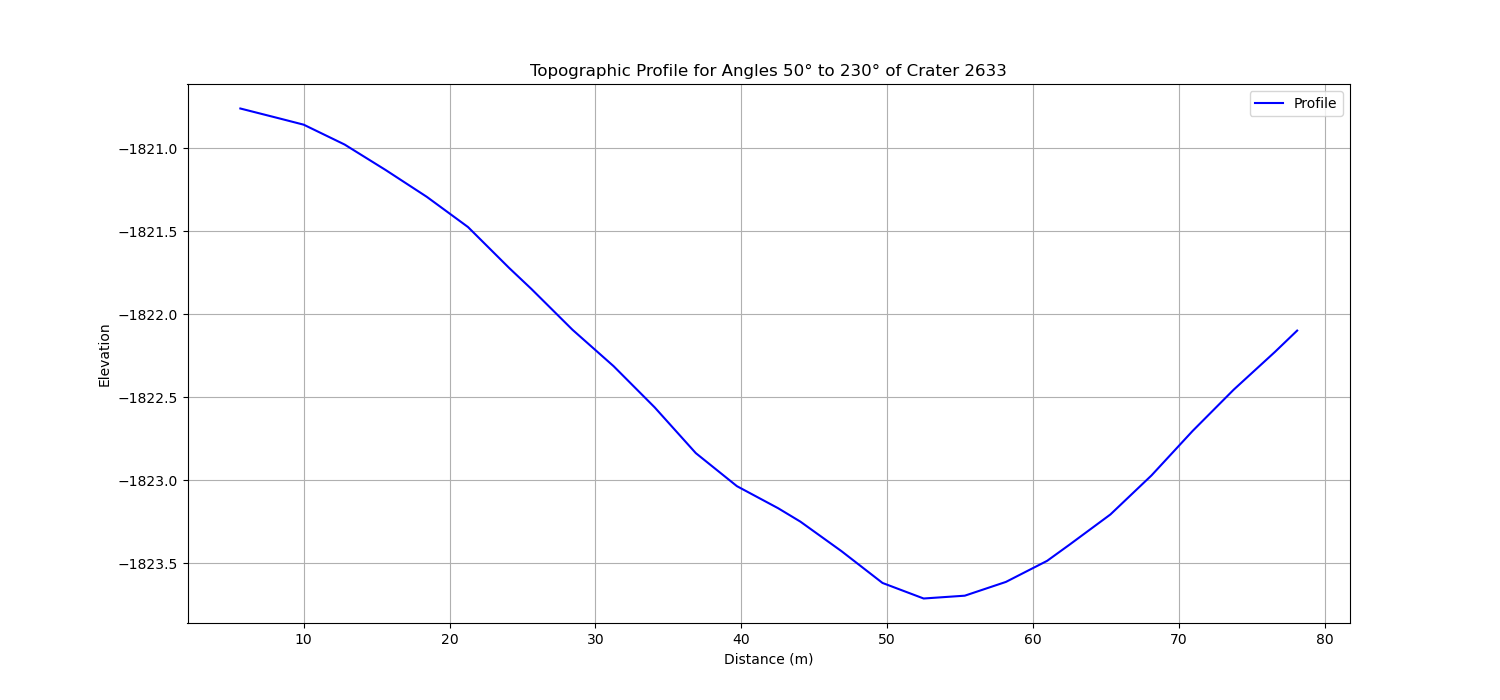 Topographic Profile for Angles 50° to 230° of Crater 2633
Profile
−1821.0
−1821.5
−1822.0
−1822.5
−1823.0
−1823.5
Elevation
10 20 30 40 50 60 70 80
Distance (m)